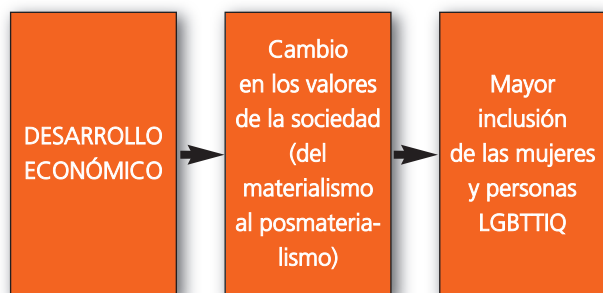 DESARROLLO
ECONÓMICO
Cambio
en los valores
de la sociedad
(del
materialismo
al posmateria-
lismo)
Mayor
inclusión
de las mujeres
y personas
LGBTTIQ